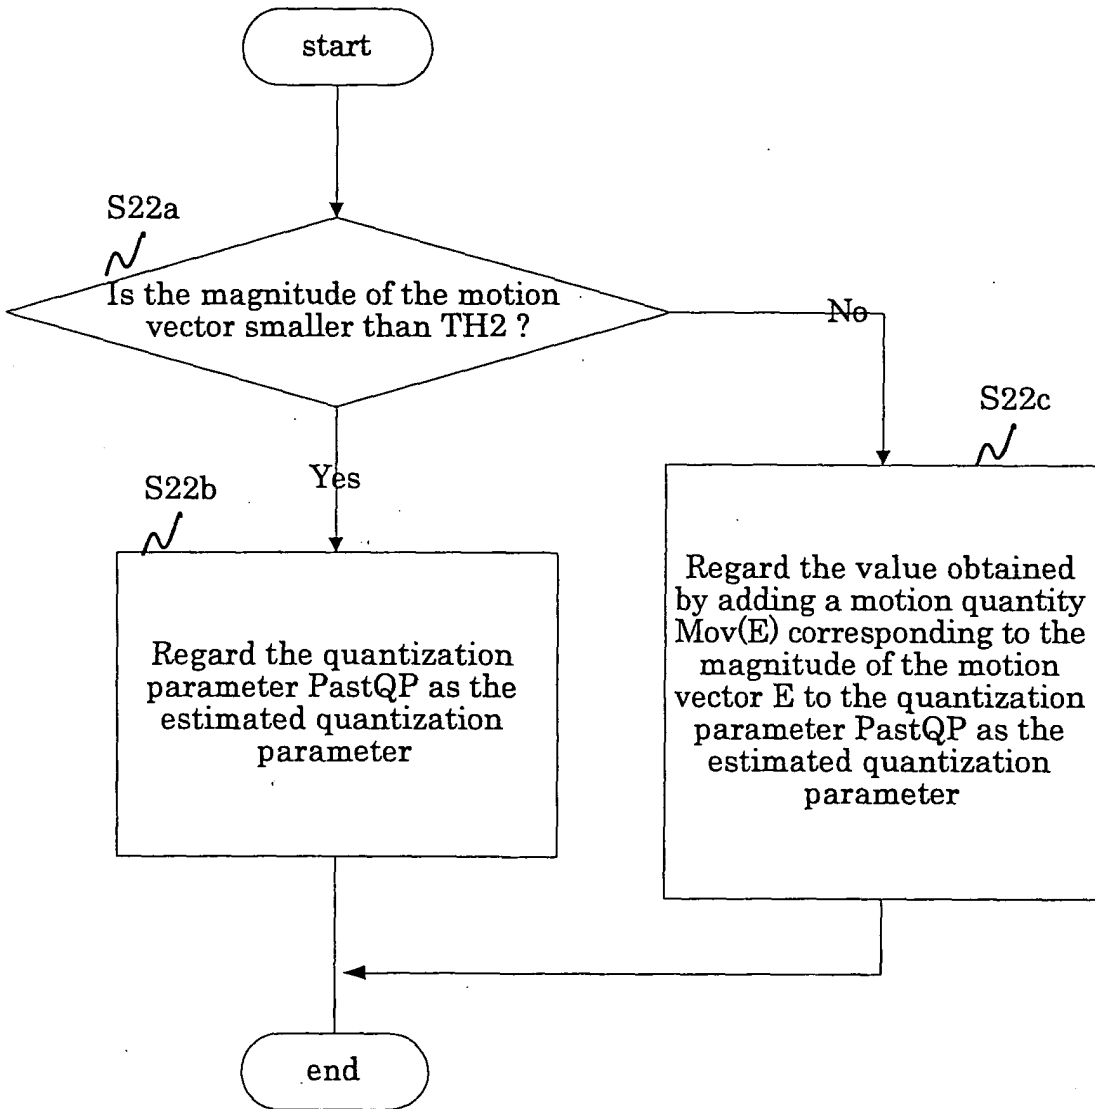 start
S22a
Is the magnitude of the motion
vector smaller than TH2 ?
No
S22c
Yes
S22b
Regard the quantization
parameter PastQP as the
estimated quantization
parameter
Regard the value obtained
by adding a motion quantity
Mov(E) corresponding to the
magnitude of the motion
vector E to the quantization
parameter PastQP as the
estimated quantization
parameter
end